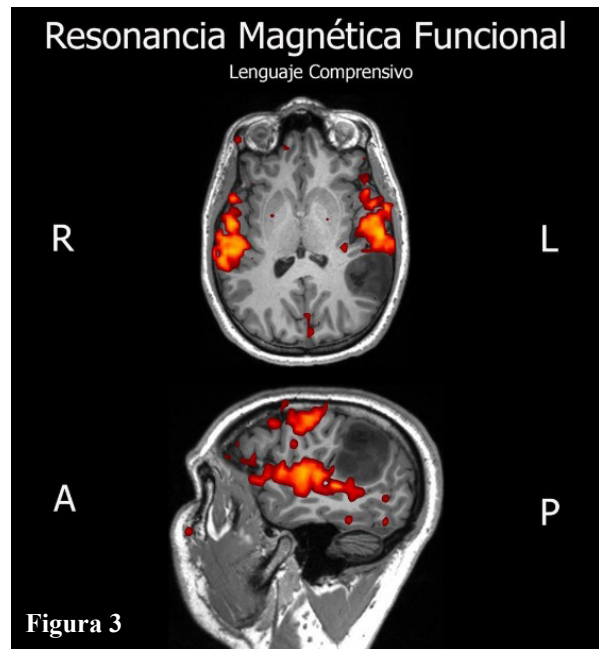 Resonancia Magnética Funcional
Lenguaje Comprensivo
R
L
A
P
Figura 3